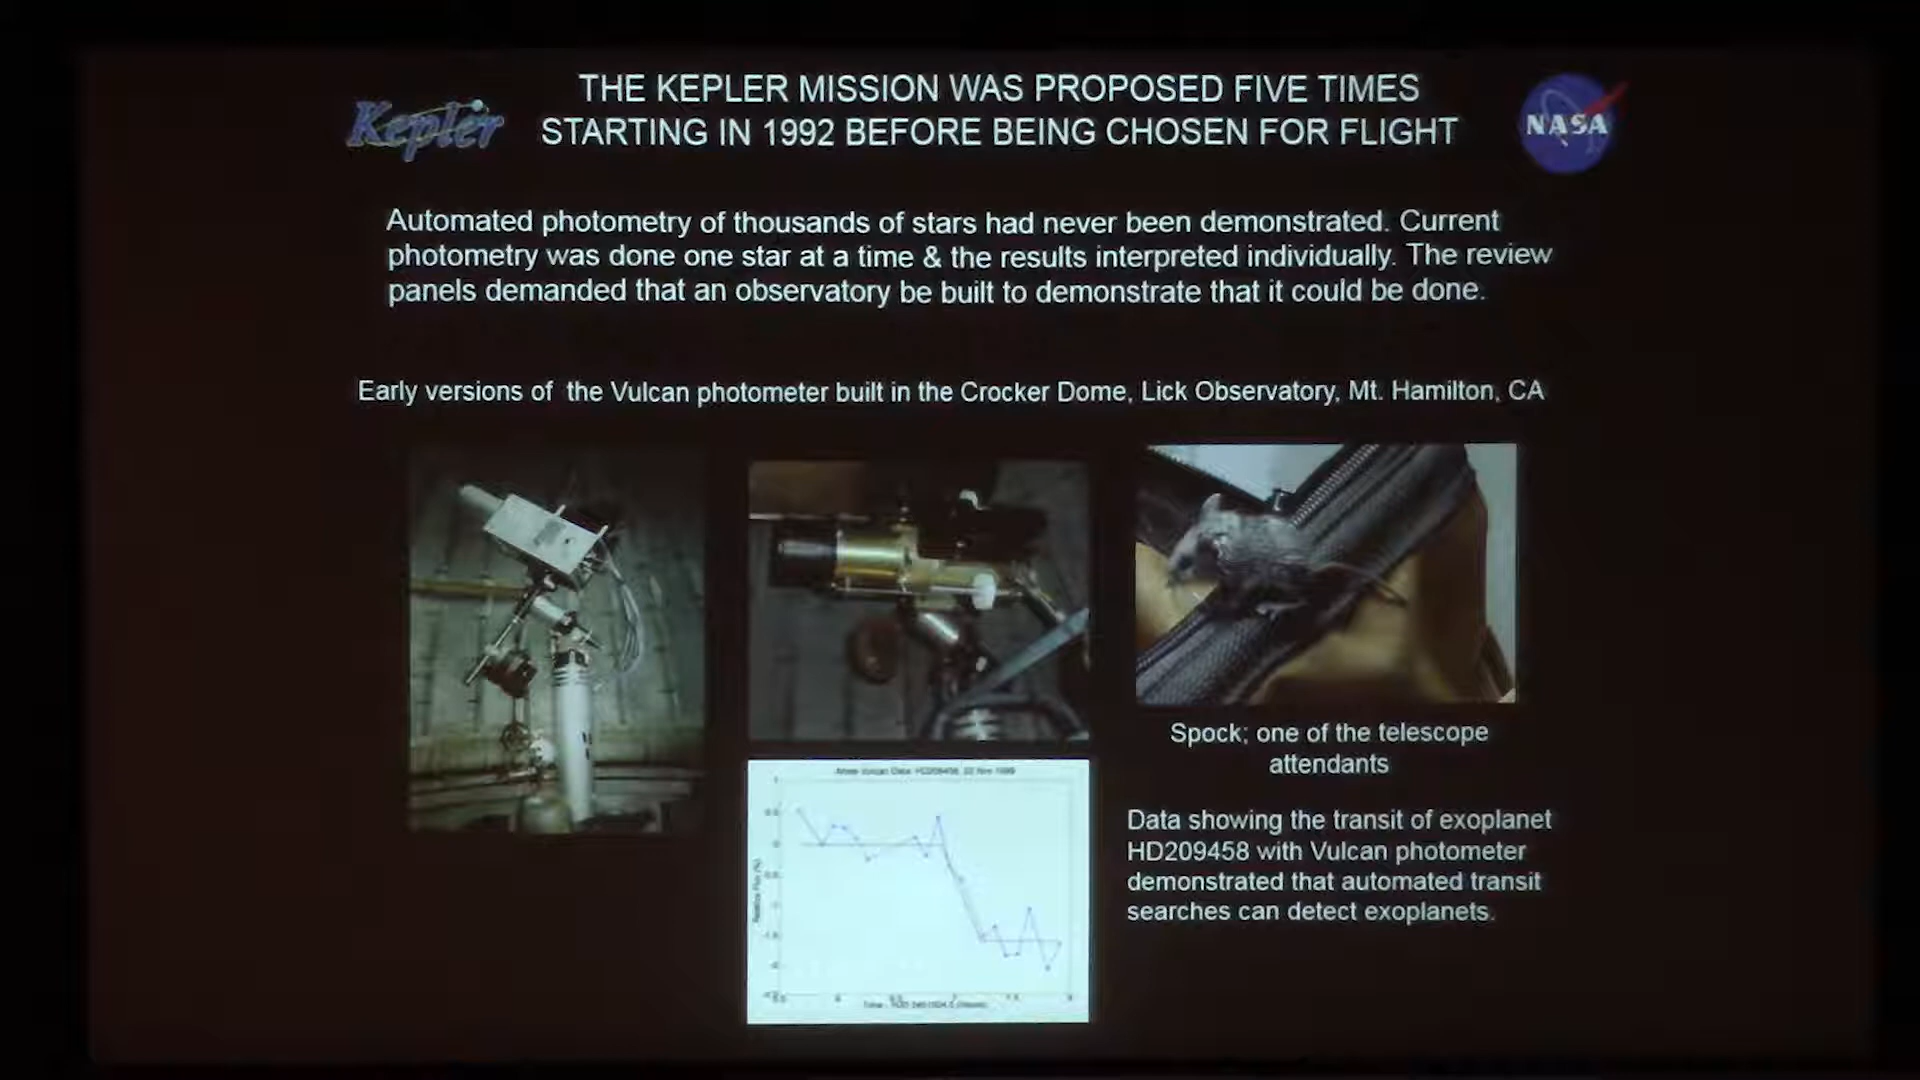 Kepler
THE KEPLER MISSION WAS PROPOSED FIVE TIMES
STARTING IN 1992 BEFORE BEING CHOSEN FOR FLIGHT
NASA
Automated photometry of thousands of stars had never been demonstrated. Current
photometry was done one star at a time & the results interpreted individually. The review
panels demanded that an observatory be built to demonstrate that it could be done.
Early versions of the Vulcan photometer built in the Crocker Dome, Lick Observatory, Mt. Hamilton, CA
Spock; one of the telescope
attendants
Data showing the transit of exoplanet
HD209458 with Vulcan photometer
demonstrated that automated transit
searches can detect exoplanets.
Vulcan Data: HD209458,
Relative Flux (%)